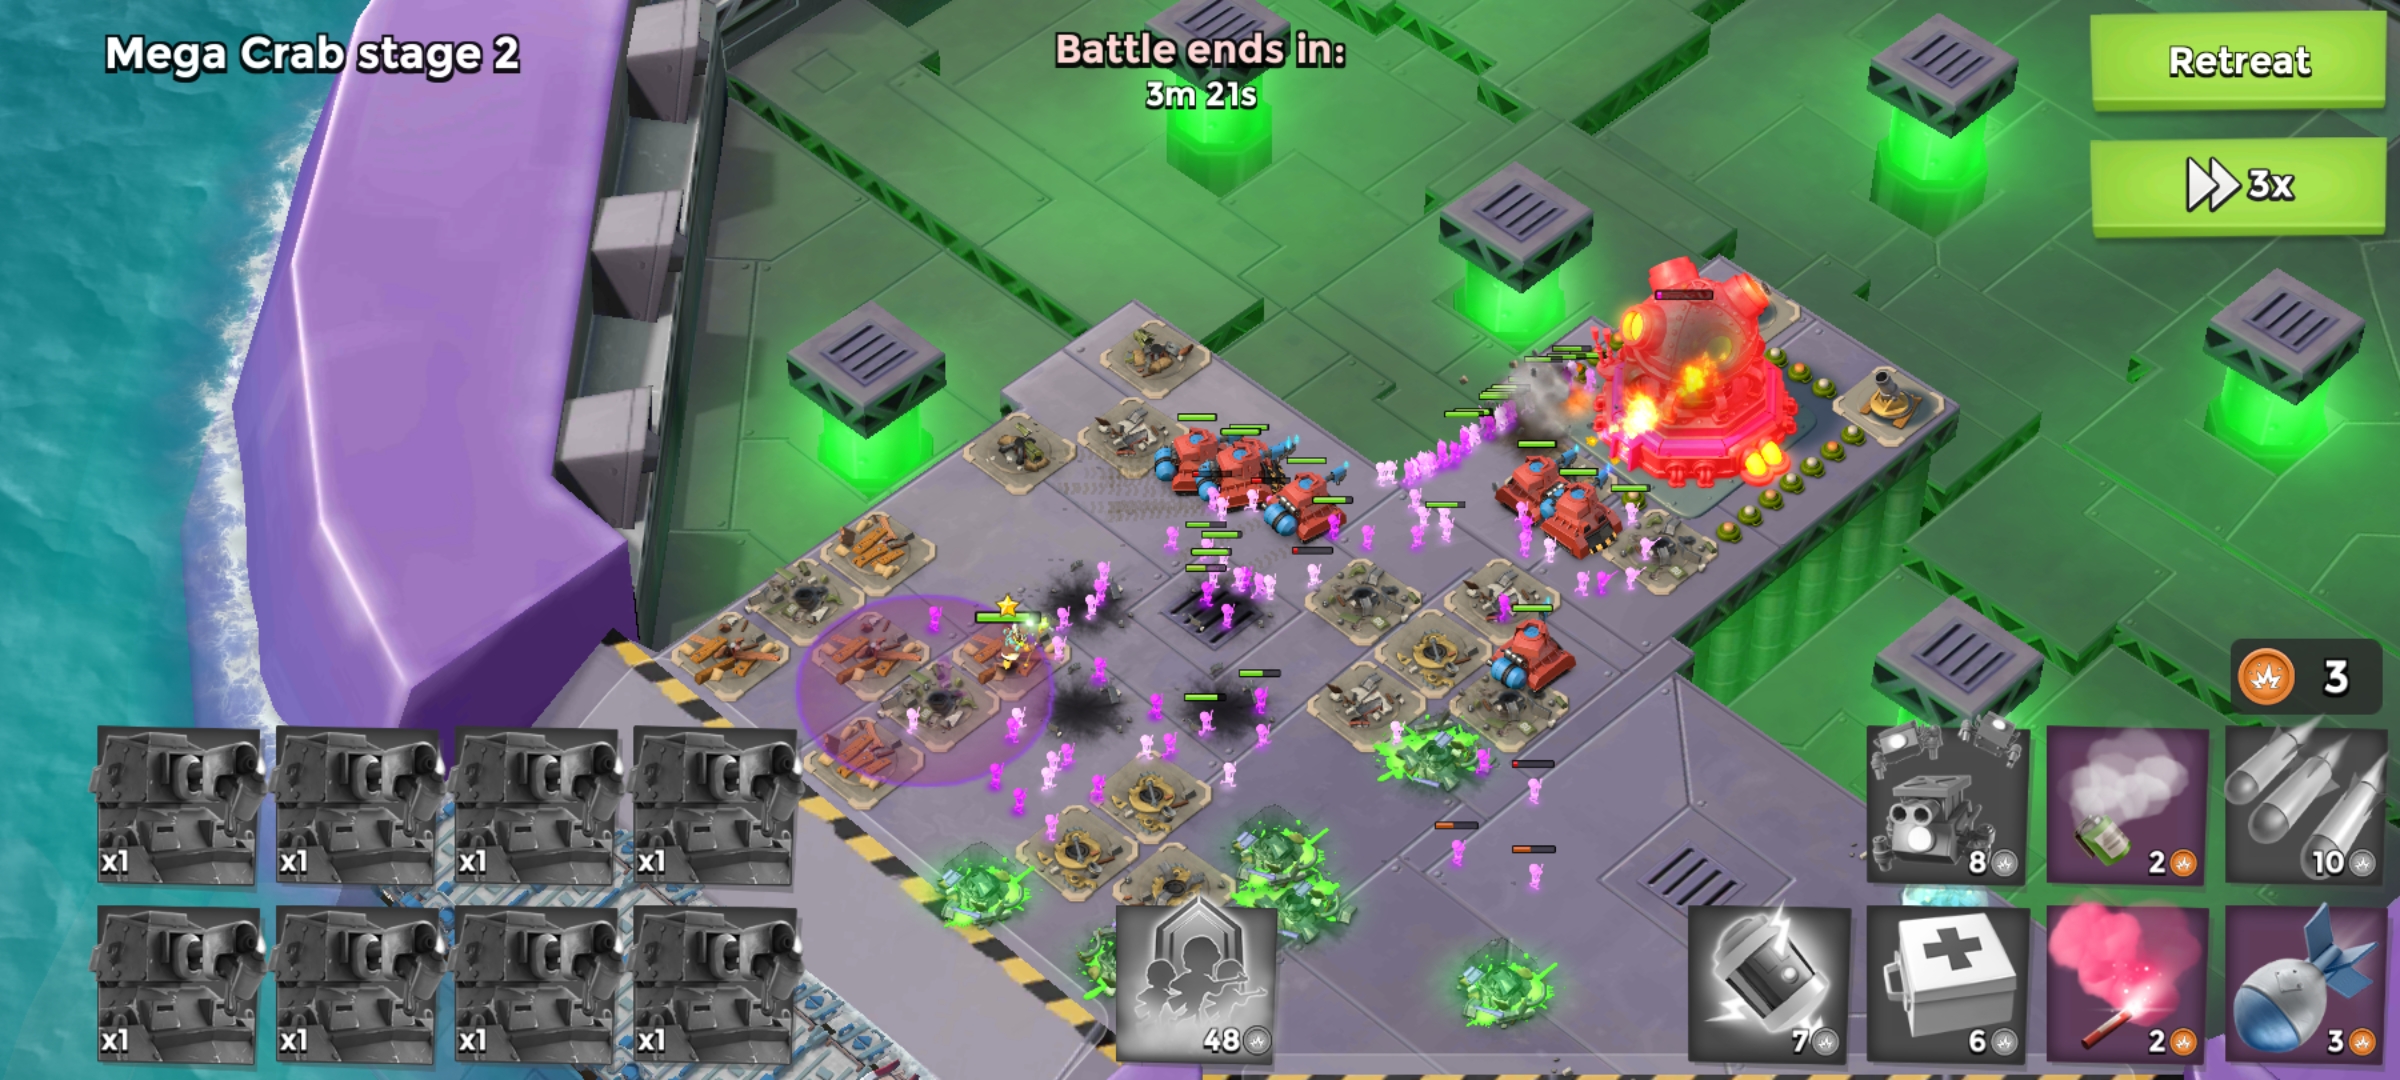 Mega Crab stage 2
Battle ends in:
3m 21s
Retreat
3x
3
8
2
10
x1
x1
x1
x1
x1
x1
x1
x1
48
7
6
2
3